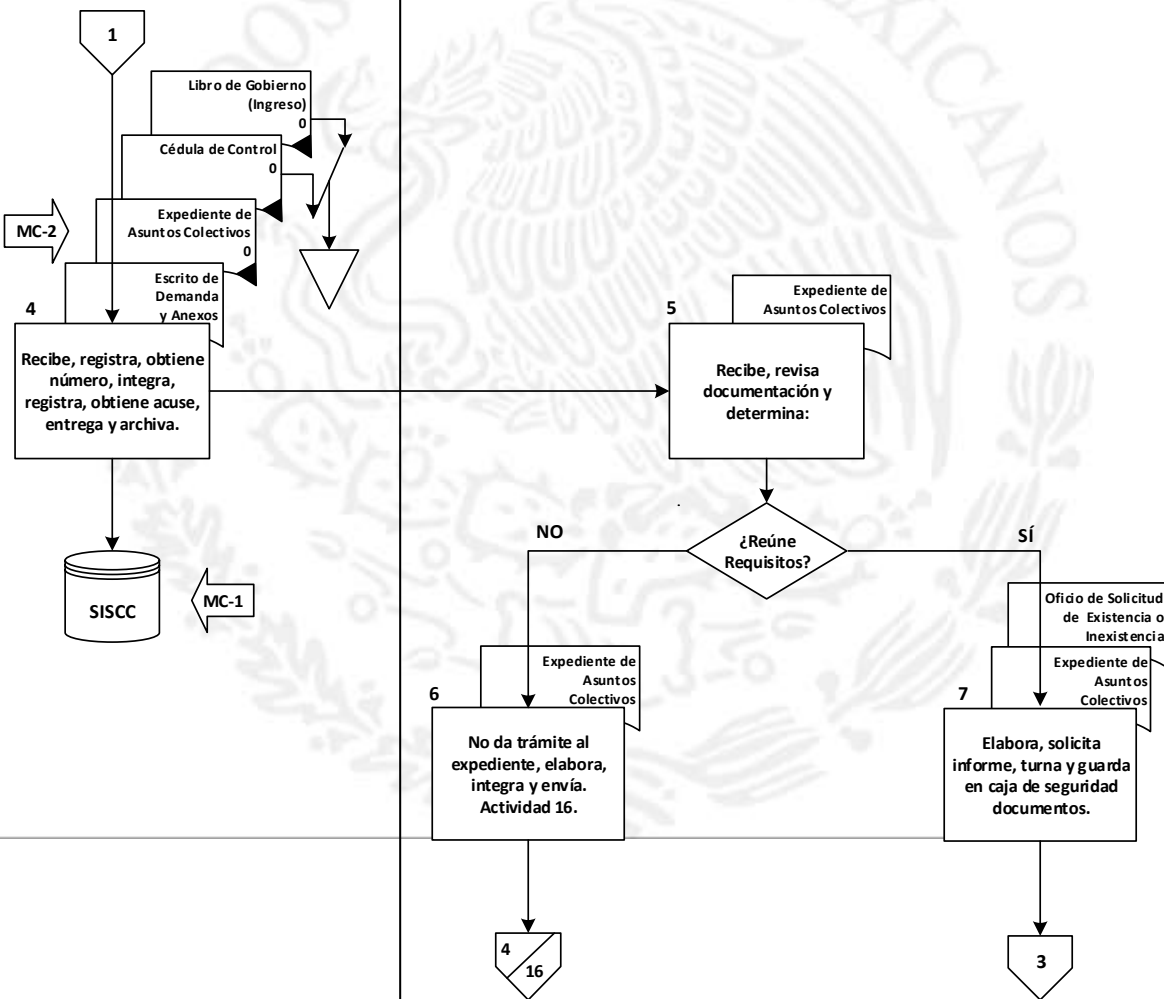 1
Libro de Gobierno
(Ingreso)
0
Cédula de Control
0
MC-2
Expediente de
Asuntos Colectivos
0
Escrito de
Demanda
y Anexos
4
Recibe, registra, obtiene
número, integra,
registra, obtiene acuse,
entrega y archiva.
SISCC
MC-1
Expediente de
Asuntos Colectivos
5
Recibe, revisa
documentación y
determina:
¿Reúne
Requisitos?
NO
SÍ
Expediente de
Asuntos
Colectivos
6
No da trámite al
expediente, elabora,
integra y envía.
Actividad 16.
4
16
Oficio de Solicitud
de Existencia o
Inexistencia
Expediente de
Asuntos
Colectivos
7
Elabora, solicita
informe, turna y guarda
en caja de seguridad
documentos.
3
EXICANOS